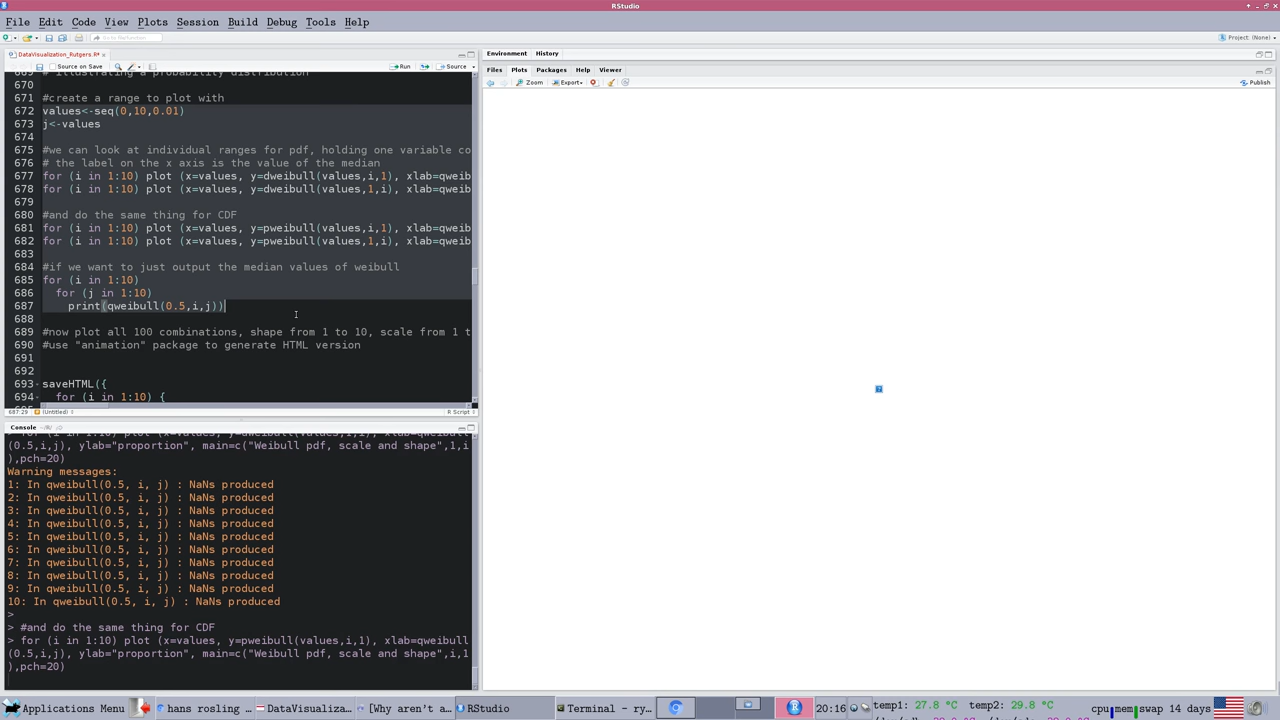 RStudio
File Edit Code View Plots Session Build Debug Tools Help
Go to file/function
Project: (None)
DataVisualization_Rutgers.R*
Source on Save
Run
Source
669 # illustrating a probability distribution
670
671 #create a range to plot with
672 values<-seq(0,10,0.01)
673 j<-values
674
675 #we can look at individual ranges for pdf, holding one variable co
676 # the label on the x axis is the value of the median
677 for (i in 1:10) plot (x=values, y=dweibull(values,i,1), xlab=qweib
678 for (i in 1:10) plot (x=values, y=dweibull(values,1,i), xlab=qweib
679
680 #and do the same thing for CDF
681 for (i in 1:10) plot (x=values, y=pweibull(values,i,1), xlab=qweib
682 for (i in 1:10) plot (x=values, y=pweibull(values,1,i), xlab=qweib
683
684 #if we want to just output the median values of weibull
685 for (i in 1:10)
686 for (j in 1:10)
687 print(qweibull(0.5,i,j))
688
689 #now plot all 100 combinations, shape from 1 to 10, scale from 1 t
690 #use "animation" package to generate HTML version
691
692
693 saveHTML({
694 for (i in 1:10) {
687:29 (Untitled) R Script
Console ~/R/
(0.5,i,j), ylab="proportion", main=c("Weibull pdf, scale and shape",1,i
),pch=20)
Warning messages:
1: In qweibull(0.5, i, j) : NaNs produced
2: In qweibull(0.5, i, j) : NaNs produced
3: In qweibull(0.5, i, j) : NaNs produced
4: In qweibull(0.5, i, j) : NaNs produced
5: In qweibull(0.5, i, j) : NaNs produced
6: In qweibull(0.5, i, j) : NaNs produced
7: In qweibull(0.5, i, j) : NaNs produced
8: In qweibull(0.5, i, j) : NaNs produced
9: In qweibull(0.5, i, j) : NaNs produced
10: In qweibull(0.5, i, j) : NaNs produced
>
> #and do the same thing for CDF
> for (i in 1:10) plot (x=values, y=pweibull(values,i,1), xlab=qweibull
(0.5,i,j), ylab="proportion", main=c("Weibull pdf, scale and shape",i,1
),pch=20)
Environment History
Files Plots Packages Help Viewer
Zoom Export Publish
Applications Menu hans rosling ... DataVisualiza... [Why aren't a... RStudio Terminal - ry... 20:16 temp1: 27.8 °C temp2: 29.8 °C cpu mem swap 14 days